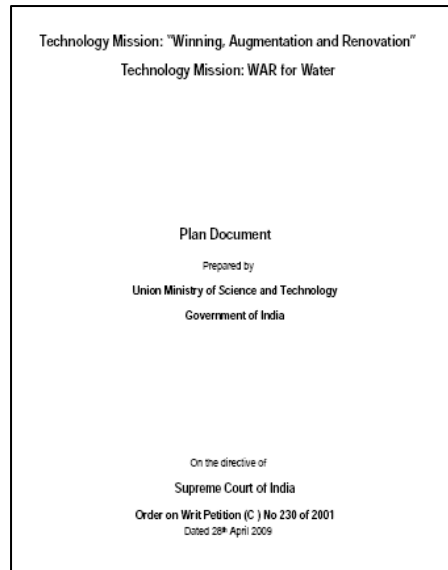 Technology Mission: "Winning, Augmentation and Renovation"
Technology Mission: WAR for Water
Plan Document
Prepared by
Union Ministry of Science and Technology
Government of India
On the directive of
Supreme Court of India
Order on Writ Petition (C ) No 230 of 2001
Dated 28th April 2009